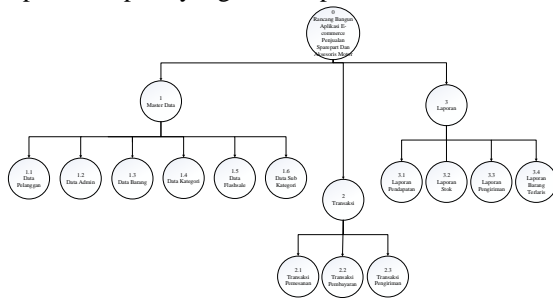 0
Rancang Bangun
Aplikasi E-
commerce
Penjualan
Sparepart Dan
Aksesoris Motor
1
Master Data
3
Laporan
1.1
Data
Pelanggan
1.2
Data Admin
1.3
Data Barang
1.4
Data Kategori
1.5
Data
Flashsale
1.6
Data Sub
Kategori
3.1
Laporan
Pendapatan
3.2
Laporan
Stok
3.3
Laporan
Pengiriman
3.4
Laporan
Barang
Terlaris
2
Transaksi
2.1
Transaksi
Pemesanan
2.2
Transaksi
Pembayaran
2.3
Transaksi
Pengiriman